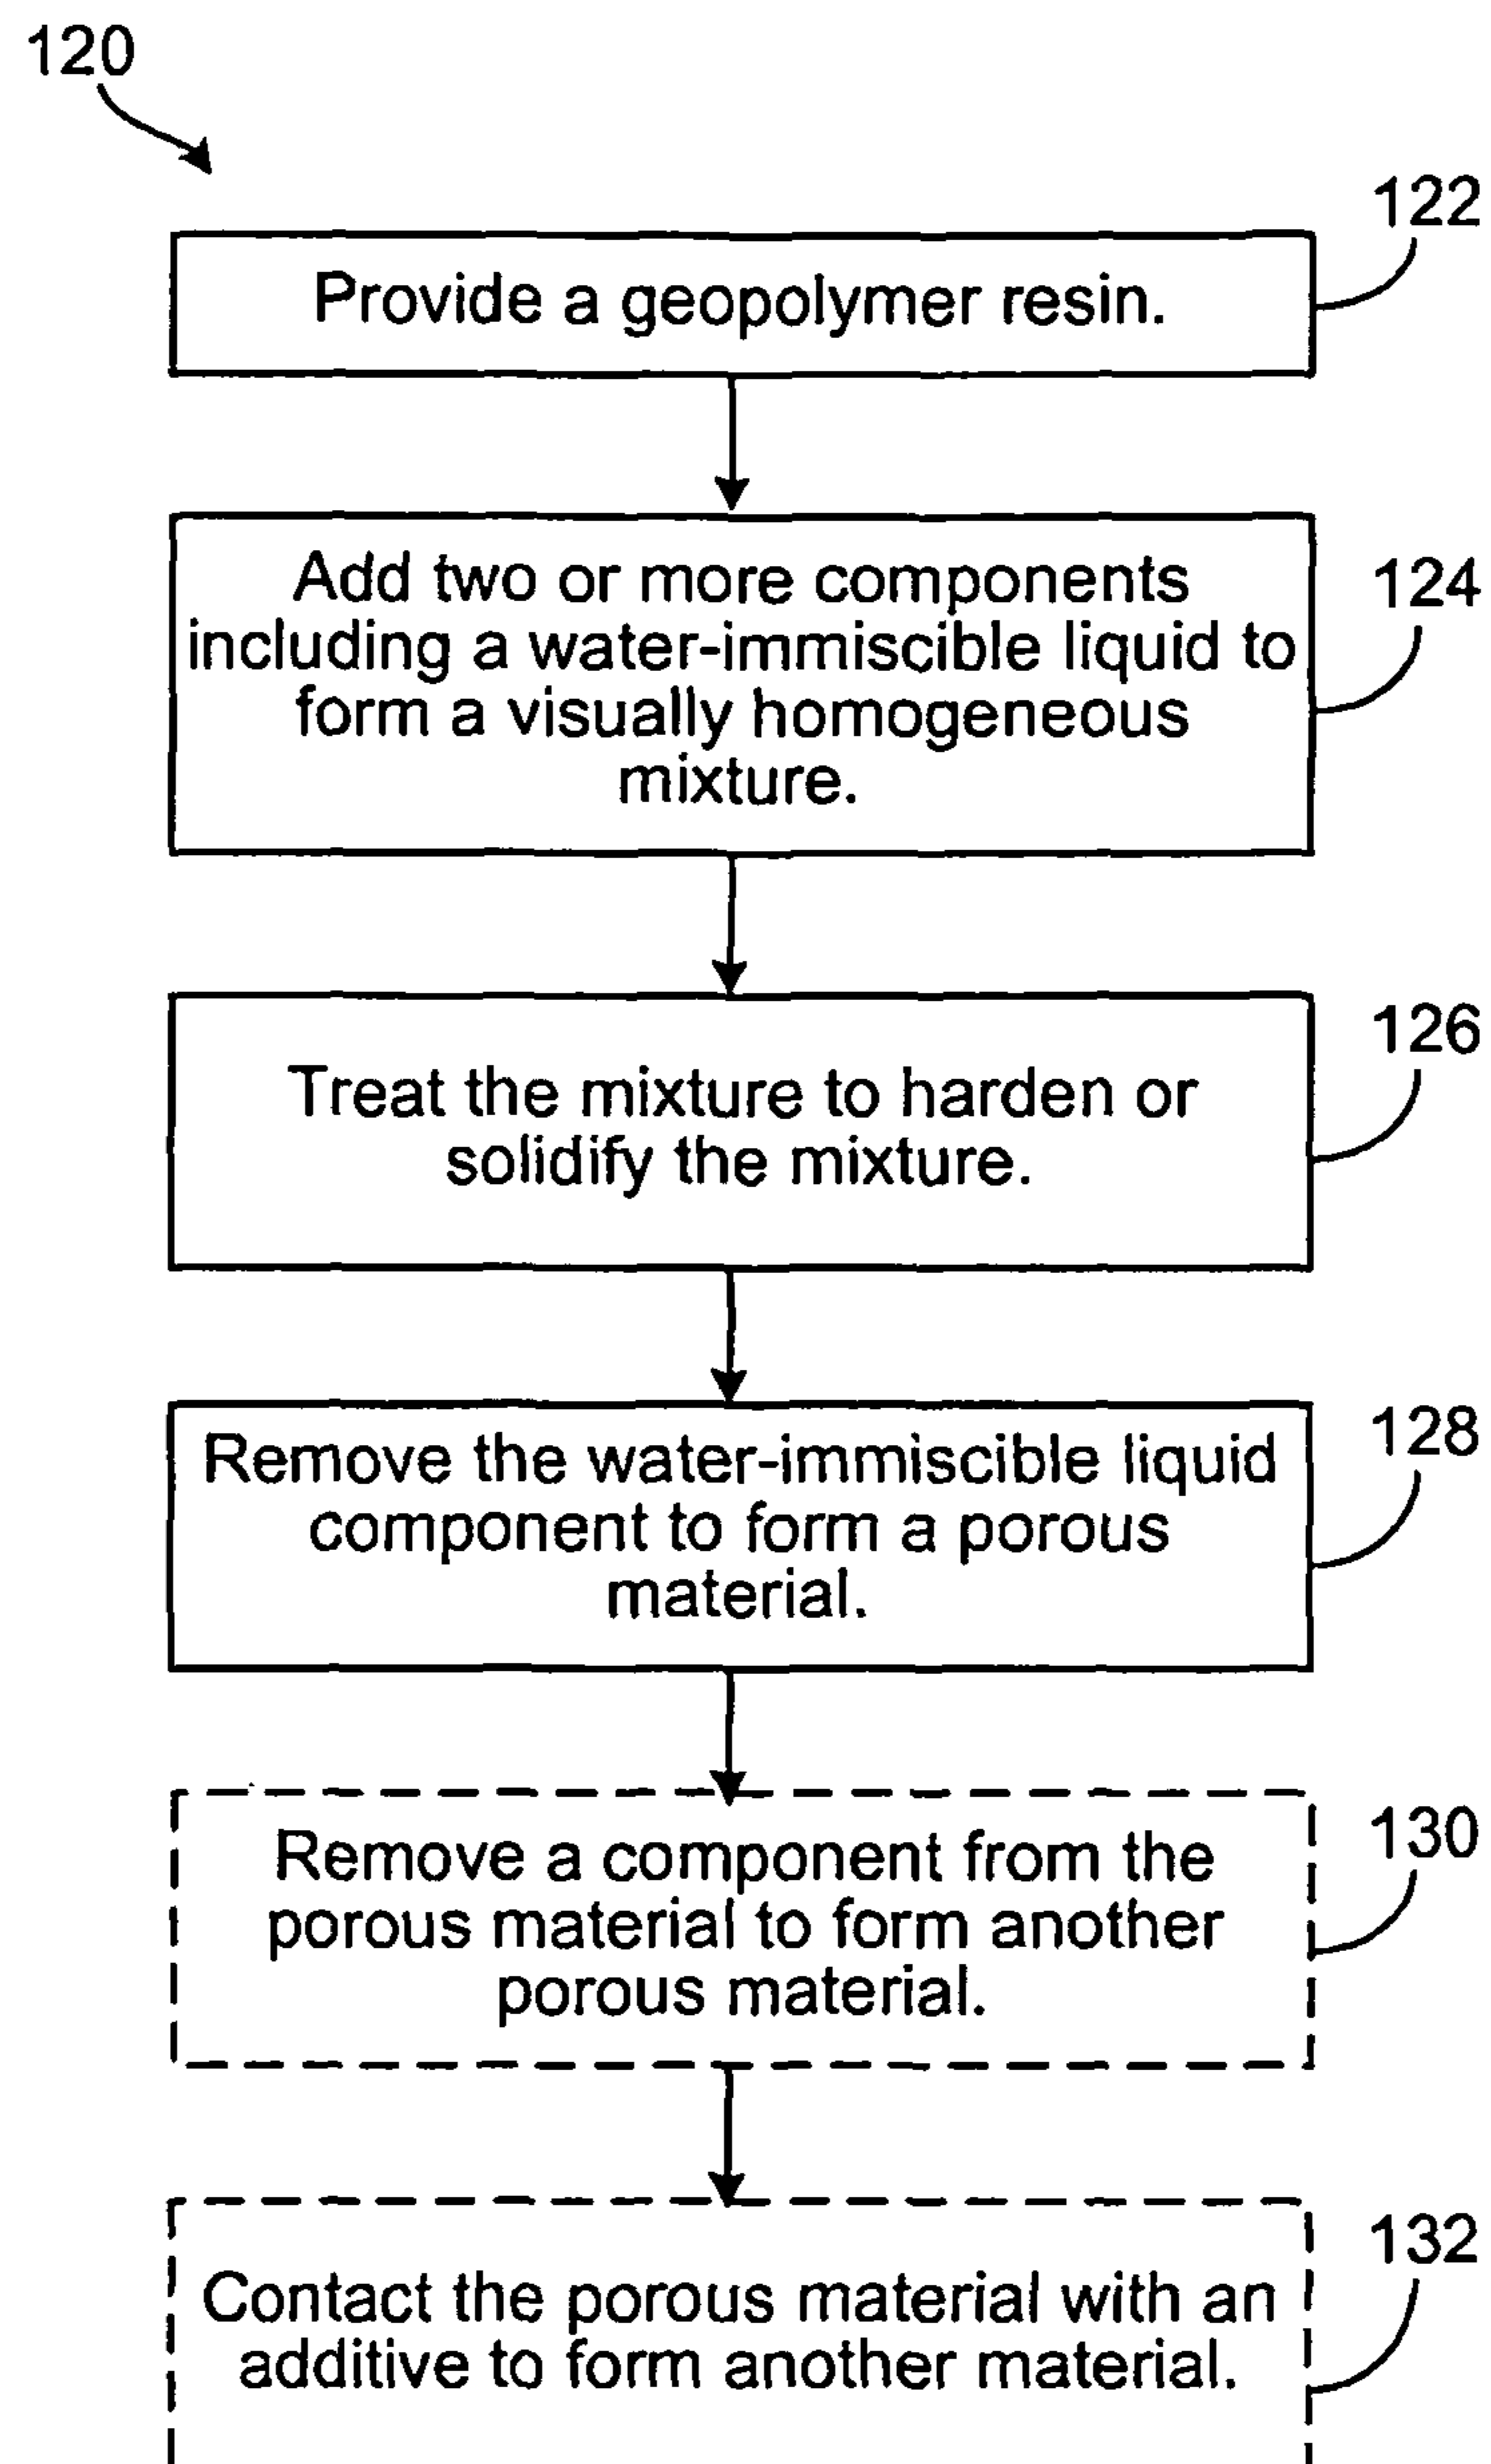 120
122
Provide a geopolymer resin.
124
Add two or more components
including a water-immiscible liquid to
form a visually homogeneous
mixture.
126
Treat the mixture to harden or
solidify the mixture.
128
Remove the water-immiscible liquid
component to form a porous
material.
130
Remove a component from the
porous material to form another
porous material.
132
Contact the porous material with an
additive to form another material.